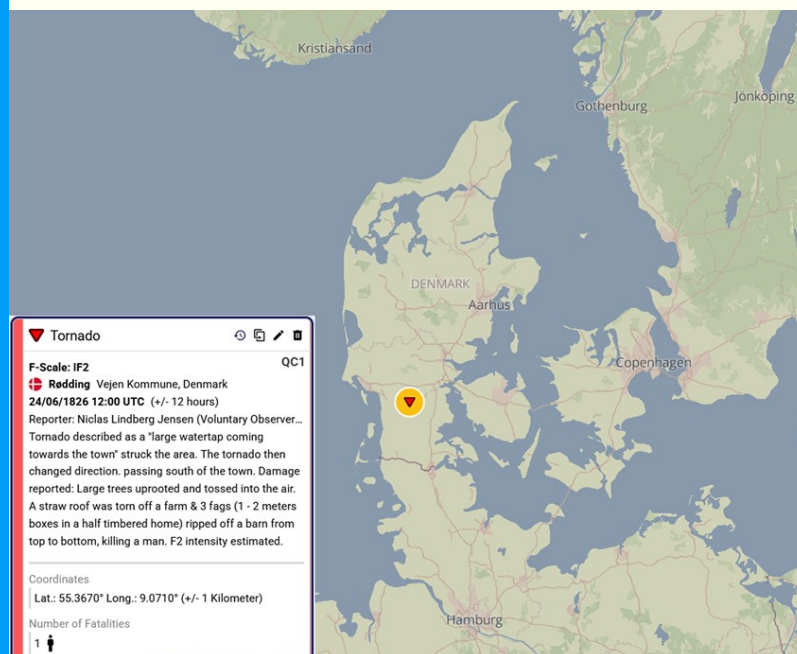 Kristiansand
Gothenburg
Jönköping
DENMARK
Aarhus
Copenhagen
Hamburg
Tornado
F-Scale: IF2
QC1
Rødding Vejen Kommune, Denmark
24/06/1826 12:00 UTC (+/- 12 hours)
Reporter: Niclas Lindberg Jensen (Voluntary Observer...
Tornado described as a "large watertap coming
towards the town" struck the area. The tornado then
changed direction. passing south of the town. Damage
reported: Large trees uprooted and tossed into the air.
A straw roof was torn off a farm & 3 fags (1 - 2 meters
boxes in a half timbered home) ripped off a barn from
top to bottom, killing a man. F2 intensity estimated.
Coordinates
Lat.: 55.3670° Long.: 9.0710° (+/- 1 Kilometer)
Number of Fatalities
1